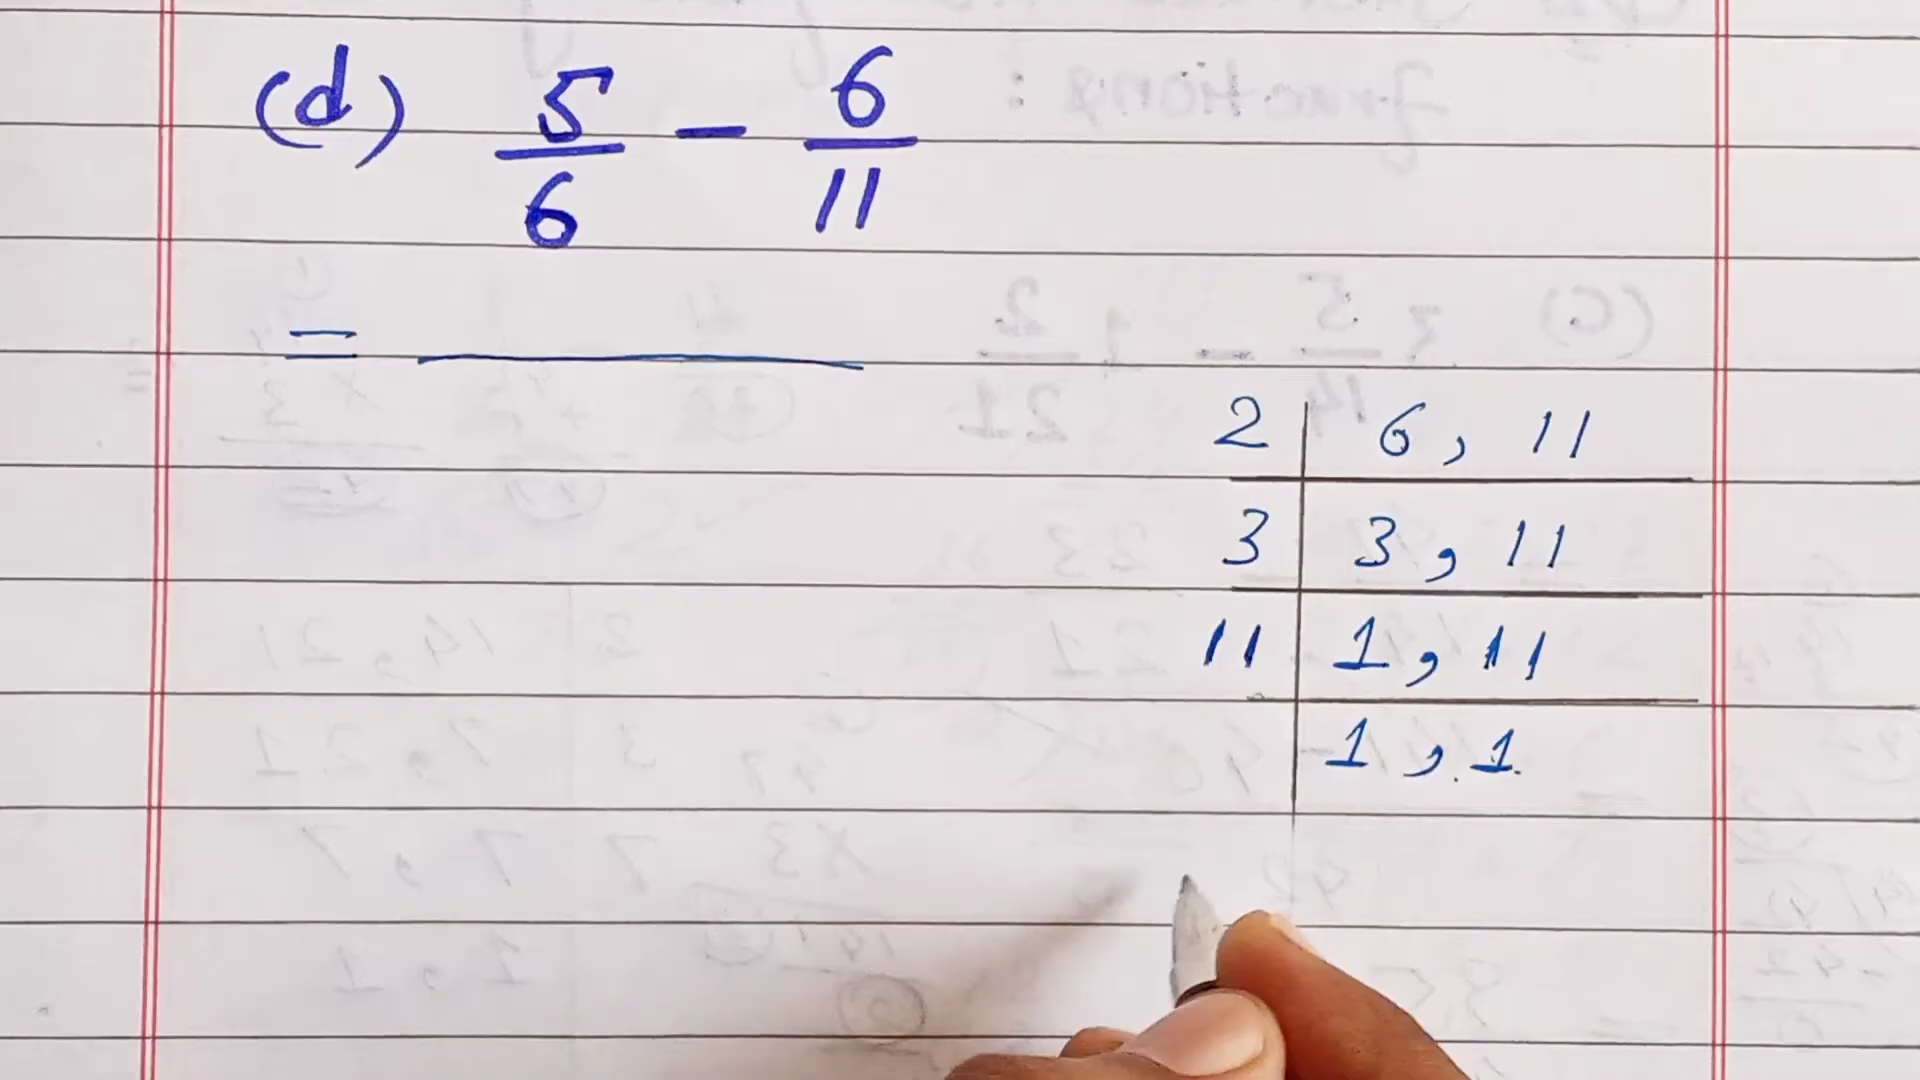 (d) 5/6 - 6/11
=
2 | 6, 11
3 | 3, 11
11 | 1, 11
1, 1